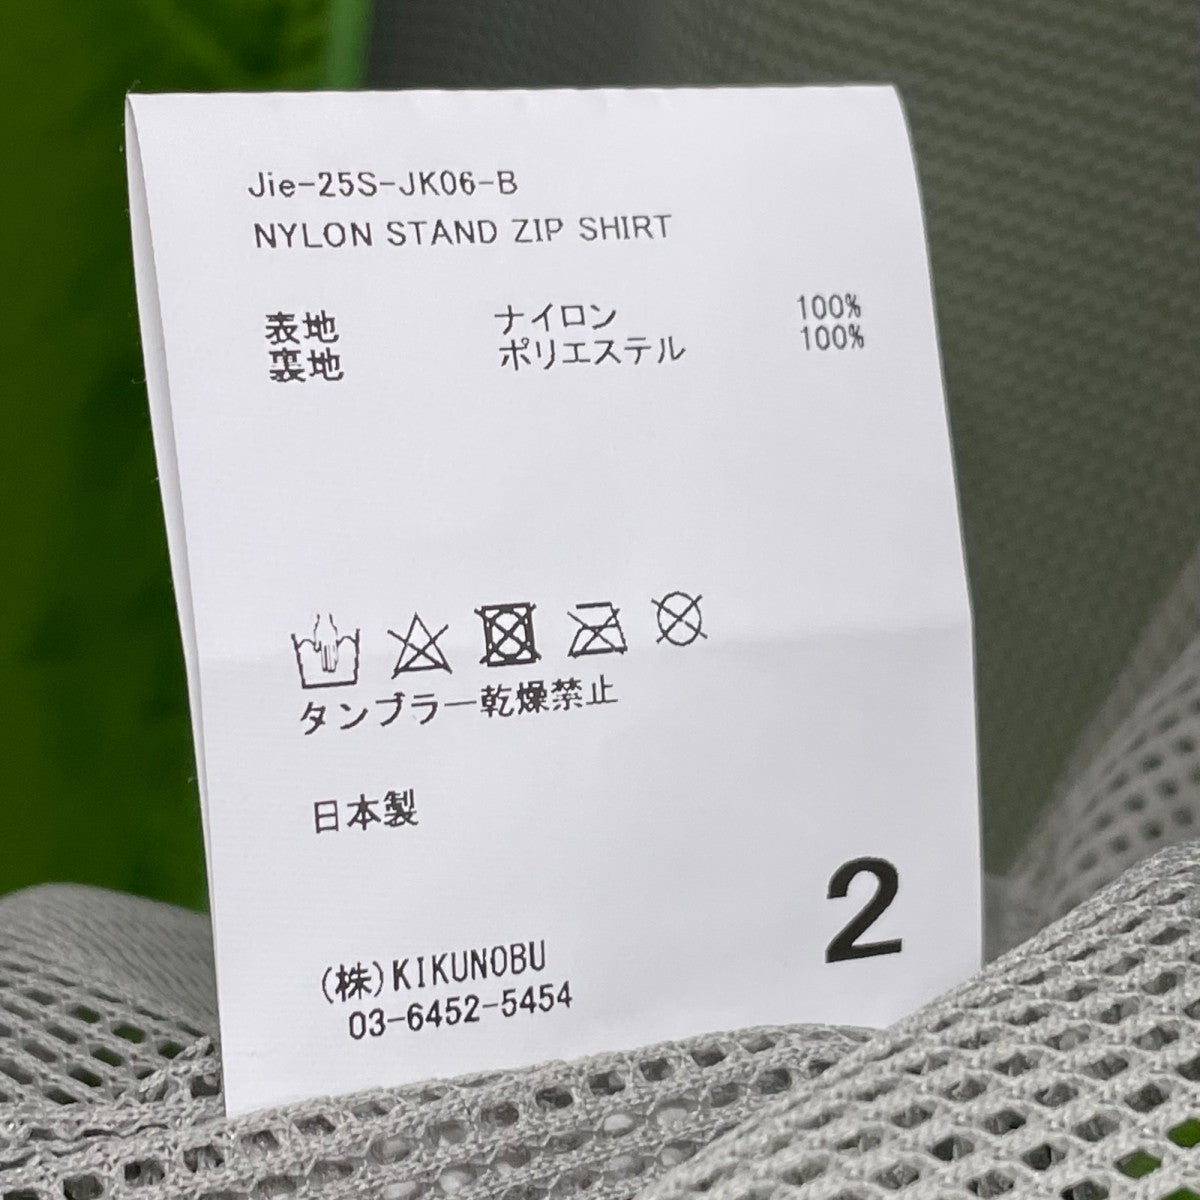 Jie-25S-JK06-B
NYLON STAND ZIP SHIRT
表地 ナイロン 100%
裏地 ポリエステル 100%
タンブラー乾燥禁止
日本製
2
(株)KIKUNOBU
03-6452-5454